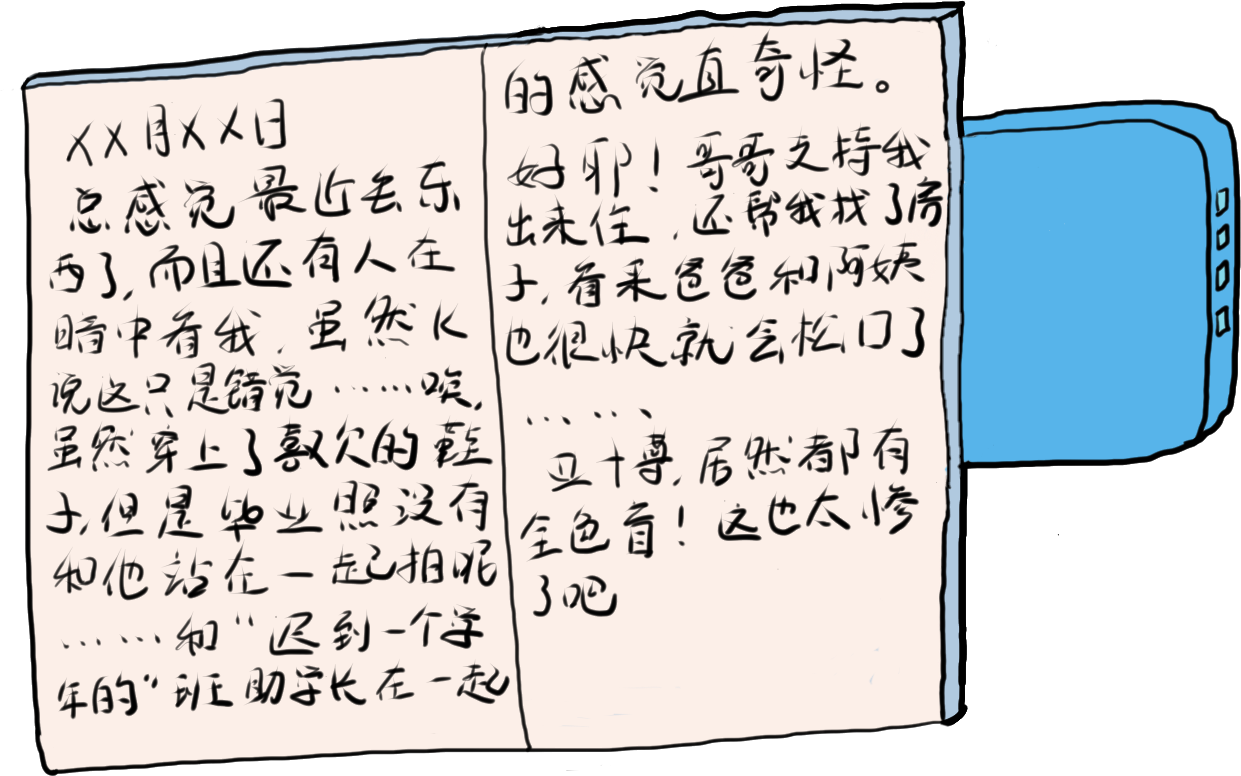 XX月XX日
总感觉最近丢东
西了,而且还有人在
暗中看我,虽然K
说这只是错觉……唉,
虽然穿上了喜欢的鞋
子,但是毕业照没有
和他站在一起拍呢
……和“迟到一个学
年的”班助学长在一起
的感觉真奇怪。
好耶!哥哥支持我
出来住,还帮我找了房
子,看来爸爸和阿姨
也很快就会松口了
……
亚十尊,居然都有
全色盲!这也太惨
了吧